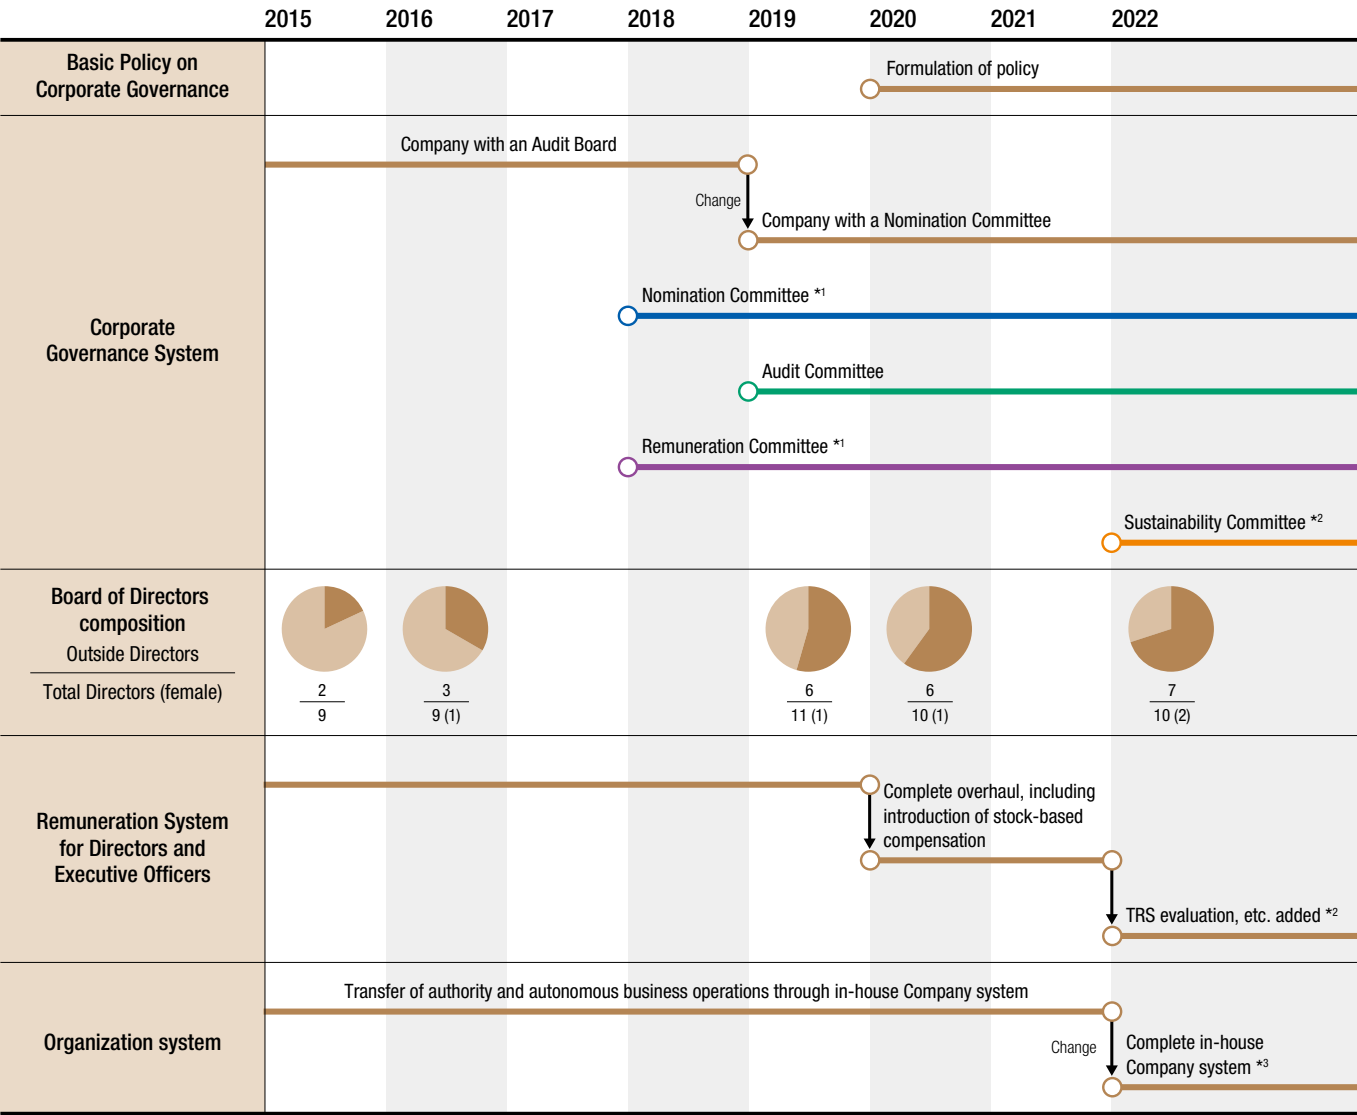 2015 2016 2017 2018 2019 2020 2021 2022
Basic Policy on
Corporate Governance
Formulation of policy
Corporate
Governance System
Company with an Audit Board
Change
Company with a Nomination Committee
Nomination Committee *1
Audit Committee
Remuneration Committee *1
Sustainability Committee *2
Board of Directors
composition
Outside Directors
Total Directors (female)
2
9
3
9 (1)
6
11 (1)
6
10 (1)
7
10 (2)
Remuneration System
for Directors and
Executive Officers
Complete overhaul, including
introduction of stock-based
compensation
TRS evaluation, etc. added *2
Organization system
Transfer of authority and autonomous business operations through in-house Company system
Change
Complete in-house
Company system *3